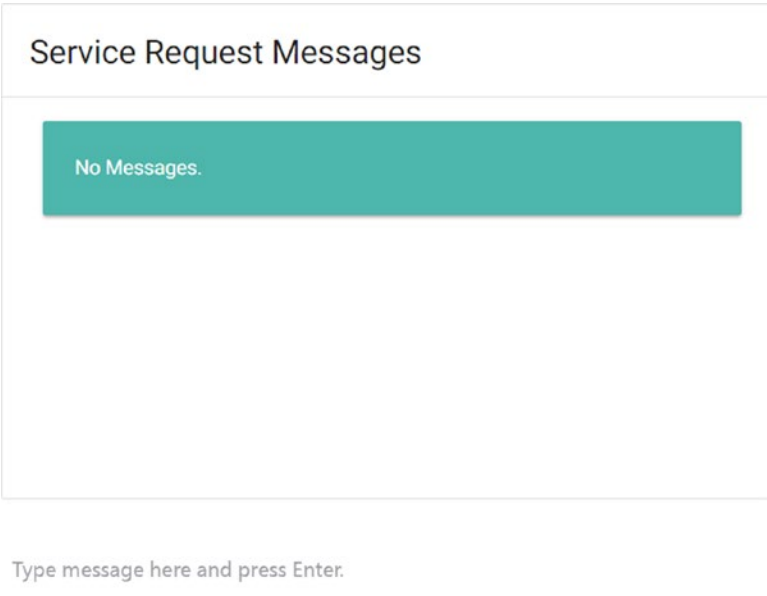 Service Request Messages
No Messages.
Type message here and press Enter.